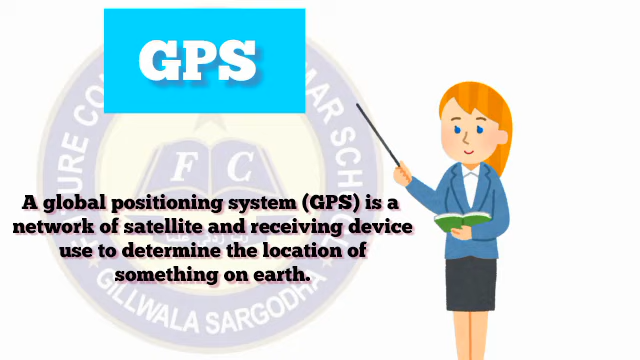 GPS
A global positioning system (GPS) is a
network of satellite and receiving device
use to determine the location of
something on earth.
F C
GILLWALA SARGODHA